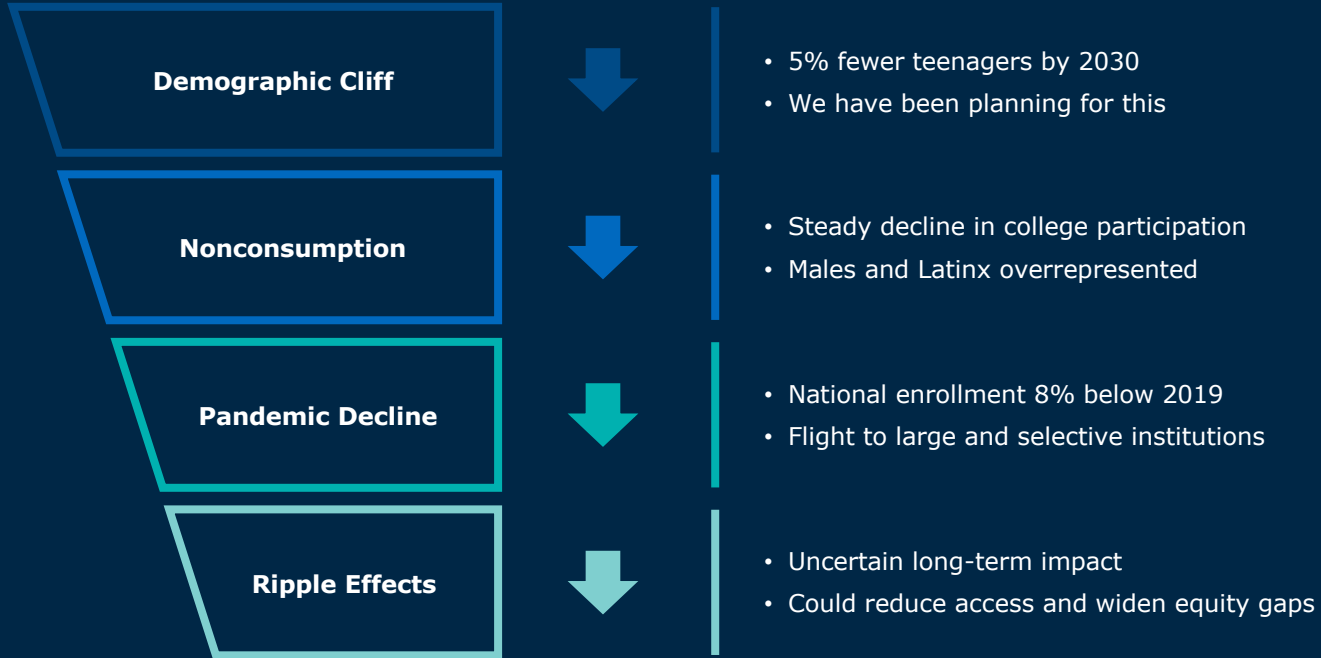 Demographic Cliff
• 5% fewer teenagers by 2030
• We have been planning for this
Nonconsumption
• Steady decline in college participation
• Males and Latinx overrepresented
Pandemic Decline
• National enrollment 8% below 2019
• Flight to large and selective institutions
Ripple Effects
• Uncertain long-term impact
• Could reduce access and widen equity gaps